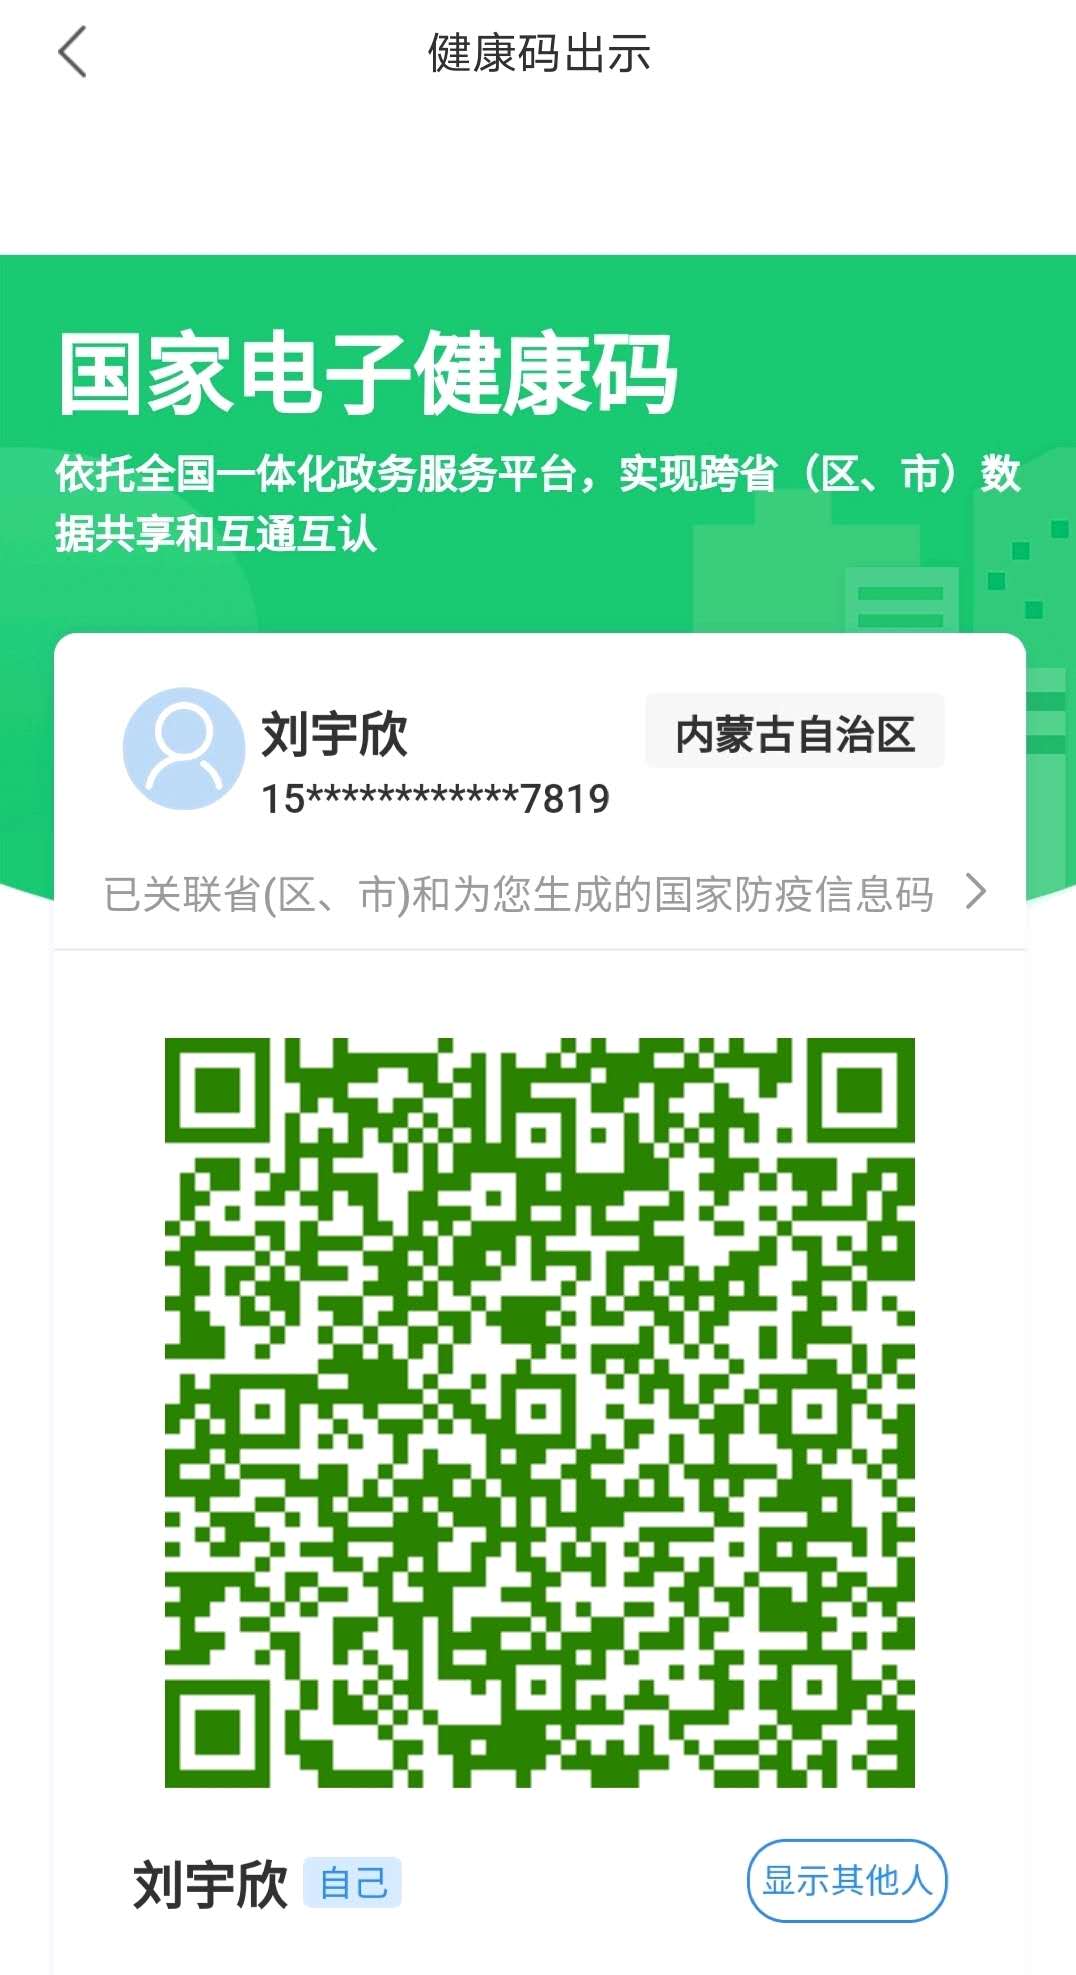 健康码出示
国家电子健康码
依托全国一体化政务服务平台，实现跨省（区、市）数
据共享和互通互认
刘宇欣
内蒙古自治区
15************7819
已关联省(区、市)和为您生成的国家防疫信息码
刘宇欣 自己
显示其他人